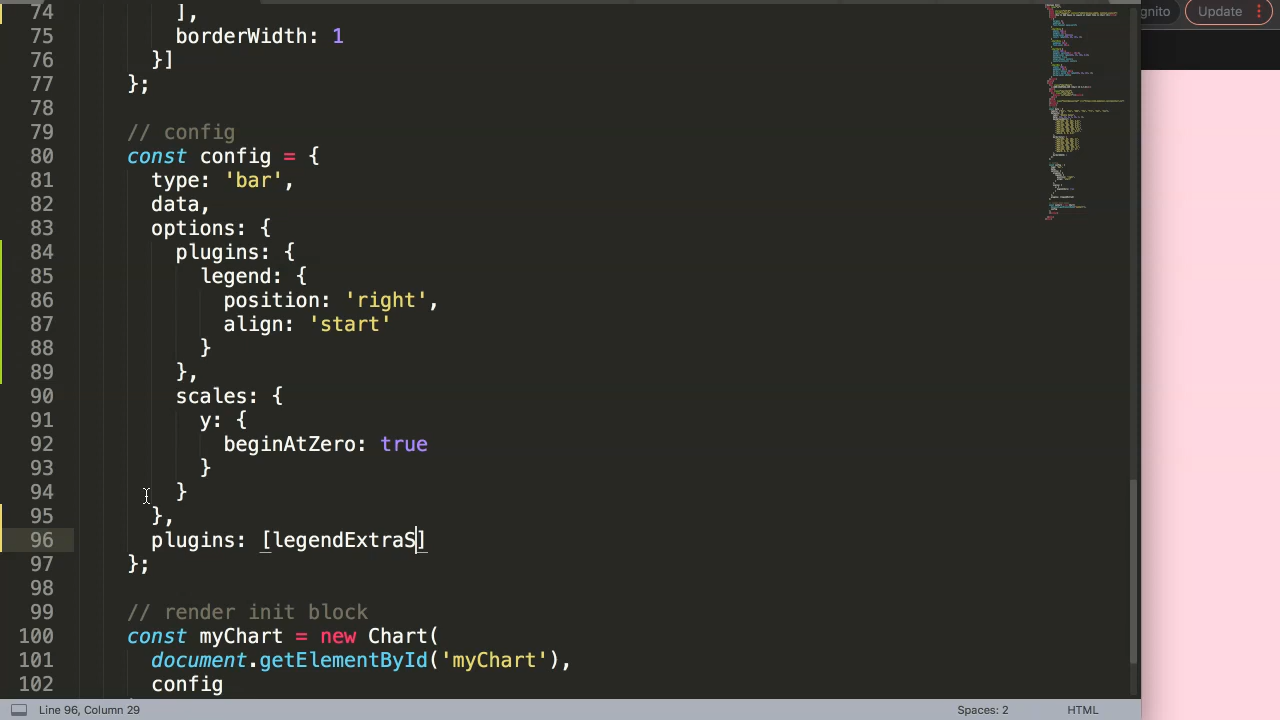 74 ],
75 borderWidth: 1
76 }]
77 };
78
79 // config
80 const config = {
81 type: 'bar',
82 data,
83 options: {
84 plugins: {
85 legend: {
86 position: 'right',
87 align: 'start'
88 }
89 },
90 scales: {
91 y: {
92 beginAtZero: true
93 }
94 }
95 },
96 plugins: [legendExtraS]
97 };
98
99 // render init block
100 const myChart = new Chart(
101 document.getElementById('myChart'),
102 config
Line 96, Column 29
Spaces: 2
HTML
Update